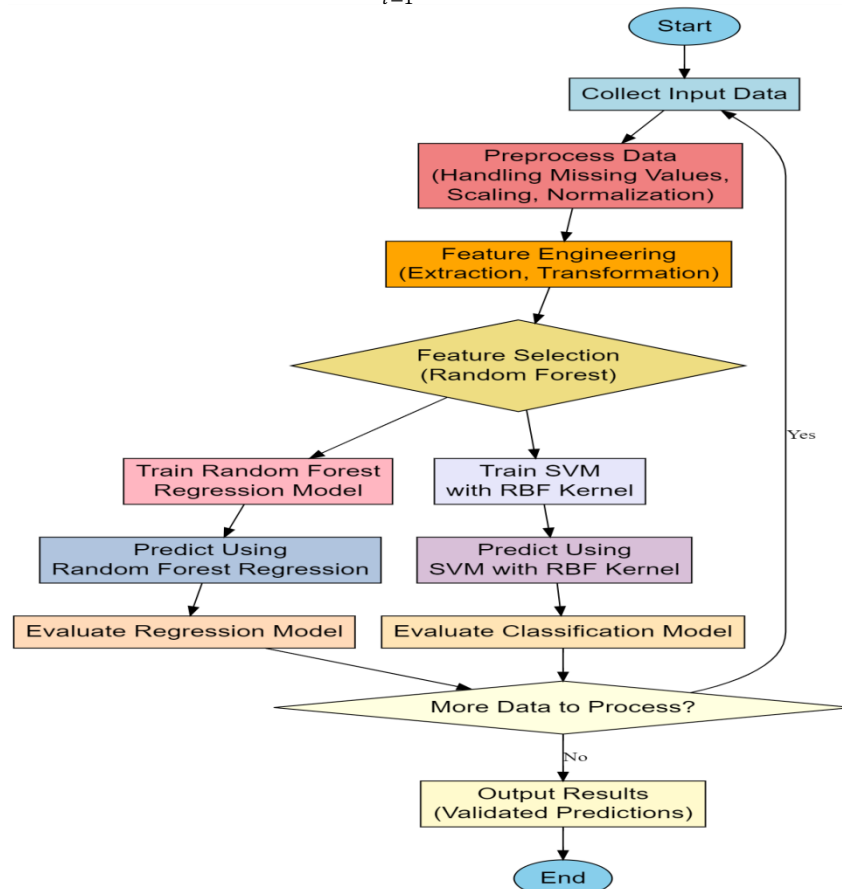 i=1
Start
Collect Input Data
Preprocess Data
(Handling Missing Values,
Scaling, Normalization)
Feature Engineering
(Extraction, Transformation)
Feature Selection
(Random Forest)
Train Random Forest
Regression Model
Train SVM
with RBF Kernel
Yes
Predict Using
Random Forest Regression
Predict Using
SVM with RBF Kernel
Evaluate Regression Model
Evaluate Classification Model
More Data to Process?
No
Output Results
(Validated Predictions)
End